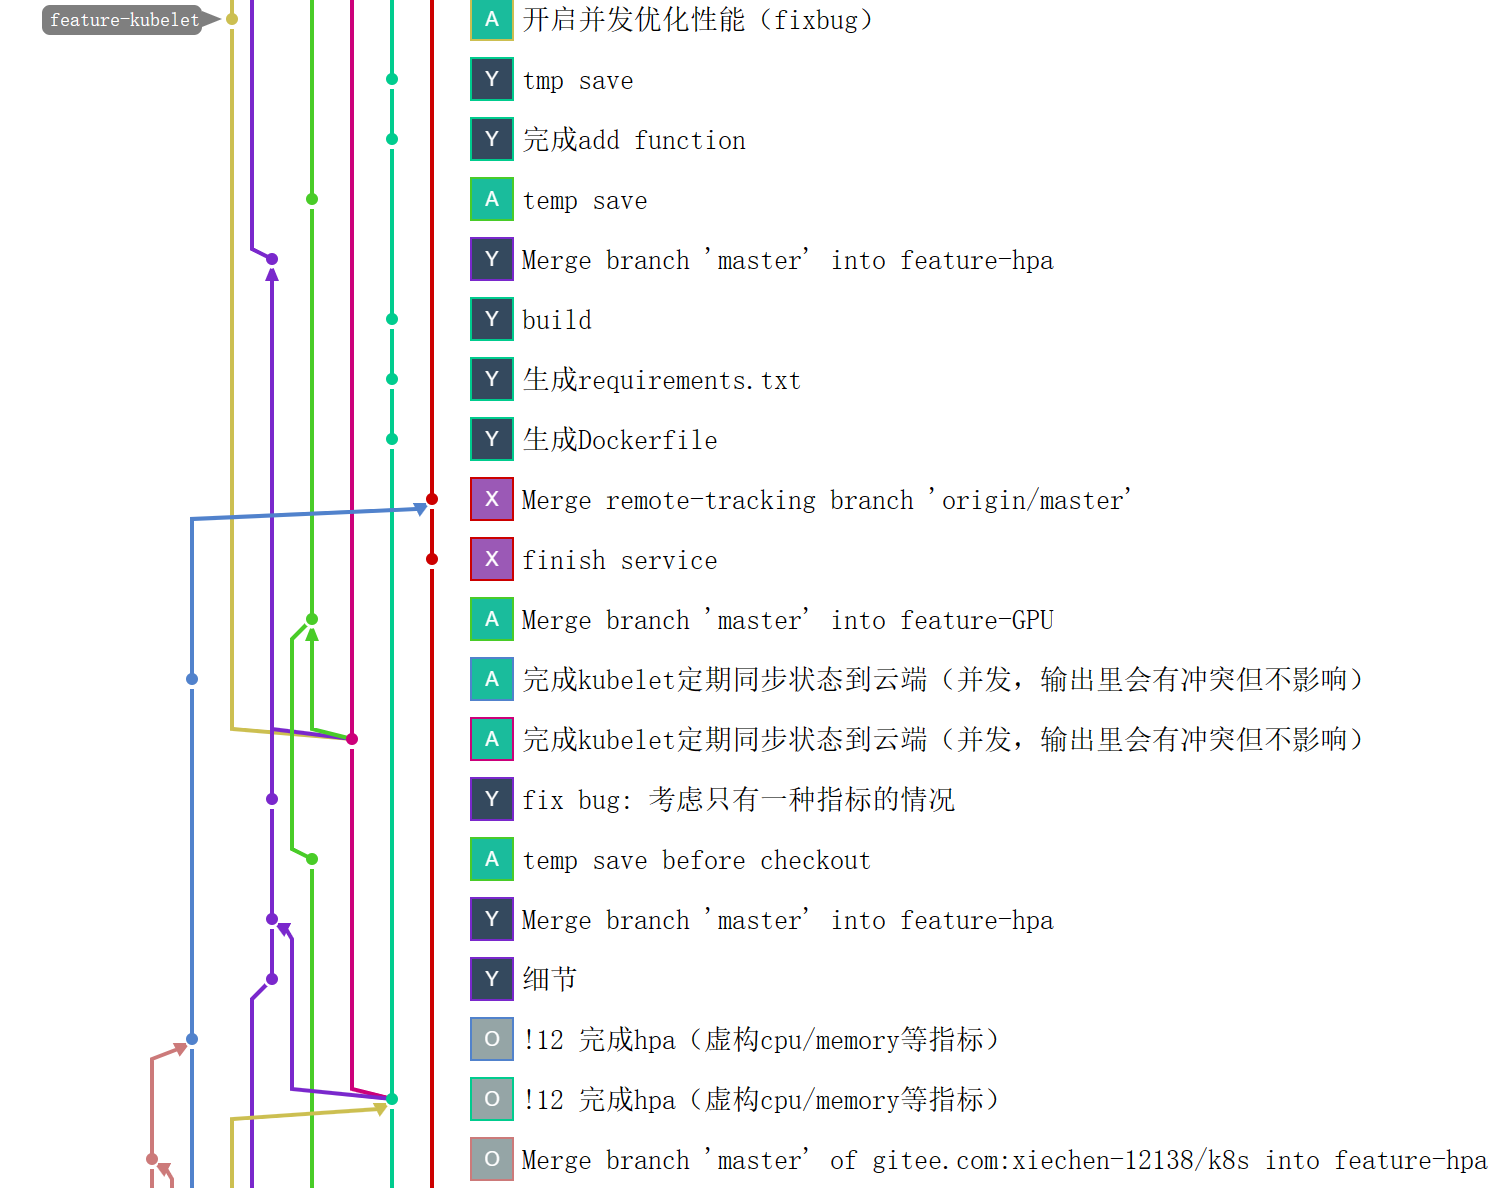 feature-kubelet
A 开启并发优化性能（fixbug）
Y tmp save
Y 完成add function
A temp save
Y Merge branch 'master' into feature-hpa
Y build
Y 生成requirements.txt
Y 生成Dockerfile
X Merge remote-tracking branch 'origin/master'
X finish service
A Merge branch 'master' into feature-GPU
A 完成kubelet定期同步状态到云端（并发，输出里会有冲突但不影响）
A 完成kubelet定期同步状态到云端（并发，输出里会有冲突但不影响）
Y fix bug: 考虑只有一种指标的情况
A temp save before checkout
Y Merge branch 'master' into feature-hpa
Y 细节
O !12 完成hpa（虚构cpu/memory等指标）
O !12 完成hpa（虚构cpu/memory等指标）
O Merge branch 'master' of gitee.com:xiechen-12138/k8s into feature-hpa